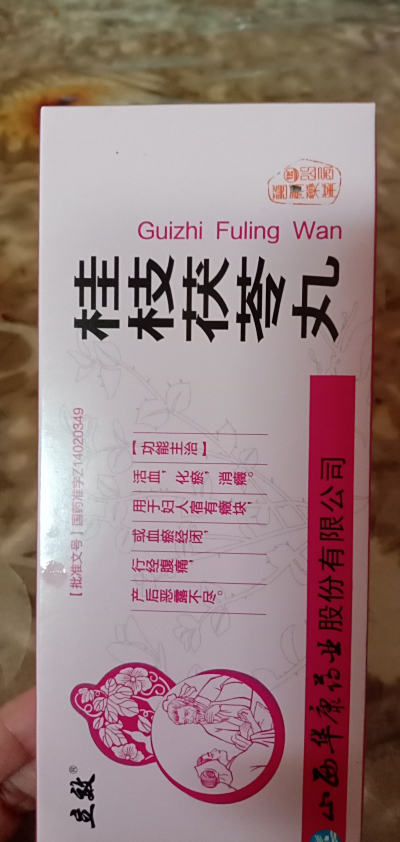 Guizhi Fuling Wan
桂枝茯苓丸
【批准文号】国药准字Z14020349
【功能主治】
活血，化瘀，消癥。
用于妇人宿有癥块，
或血瘀经闭，
行经腹痛，
产后恶露不尽。
立效®
山西华康药业股份有限公司